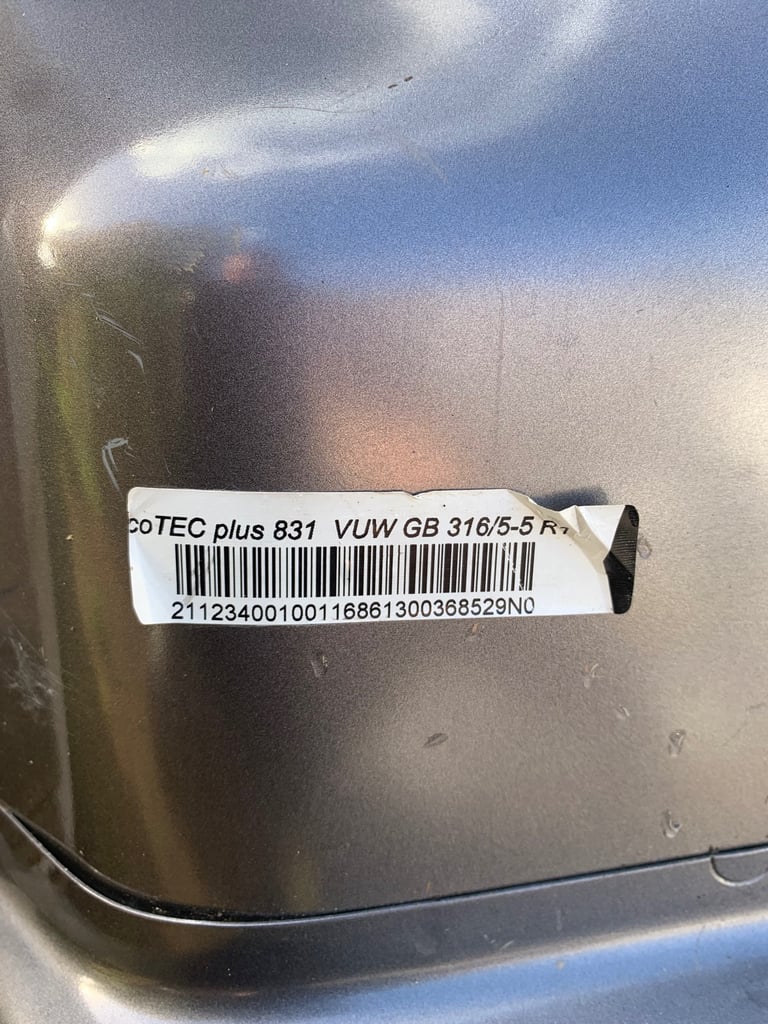 coTEC plus 831 VUW GB 316/5-5
21123400100116861300368529N0